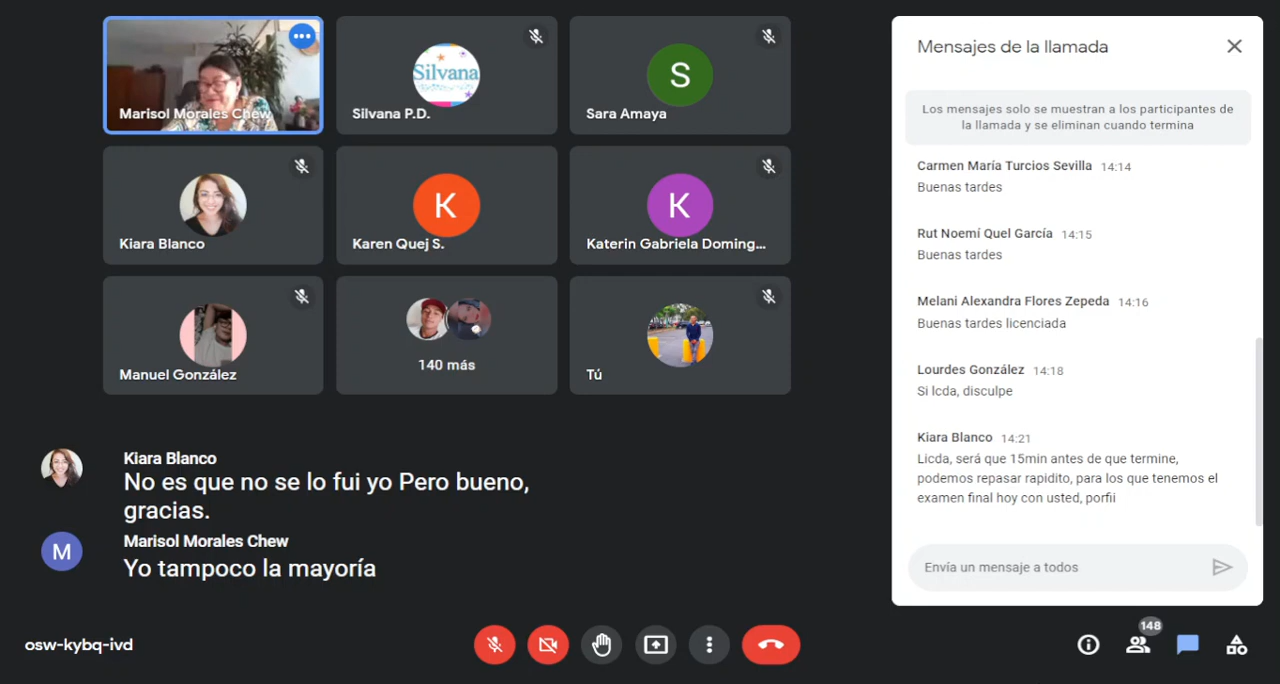 Marisol Morales Chew
Silvana
Silvana P.D.
S
Sara Amaya
Kiara Blanco
K
Karen Quej S.
K
Katerin Gabriela Doming...
Manuel González
140 más
Tú
Kiara Blanco
No es que no se lo fui yo Pero bueno,
gracias.
M
Marisol Morales Chew
Yo tampoco la mayoría
Mensajes de la llamada
Los mensajes solo se muestran a los participantes de
la llamada y se eliminan cuando termina
Carmen María Turcios Sevilla 14:14
Buenas tardes
Rut Noemí Quel García 14:15
Buenas tardes
Melani Alexandra Flores Zepeda 14:16
Buenas tardes licenciada
Lourdes González 14:18
Si lcda, disculpe
Kiara Blanco 14:21
Licda, será que 15min antes de que termine,
podemos repasar rapidito, para los que tenemos el
examen final hoy con usted, porfii
Envía un mensaje a todos
osw-kybq-ivd
148